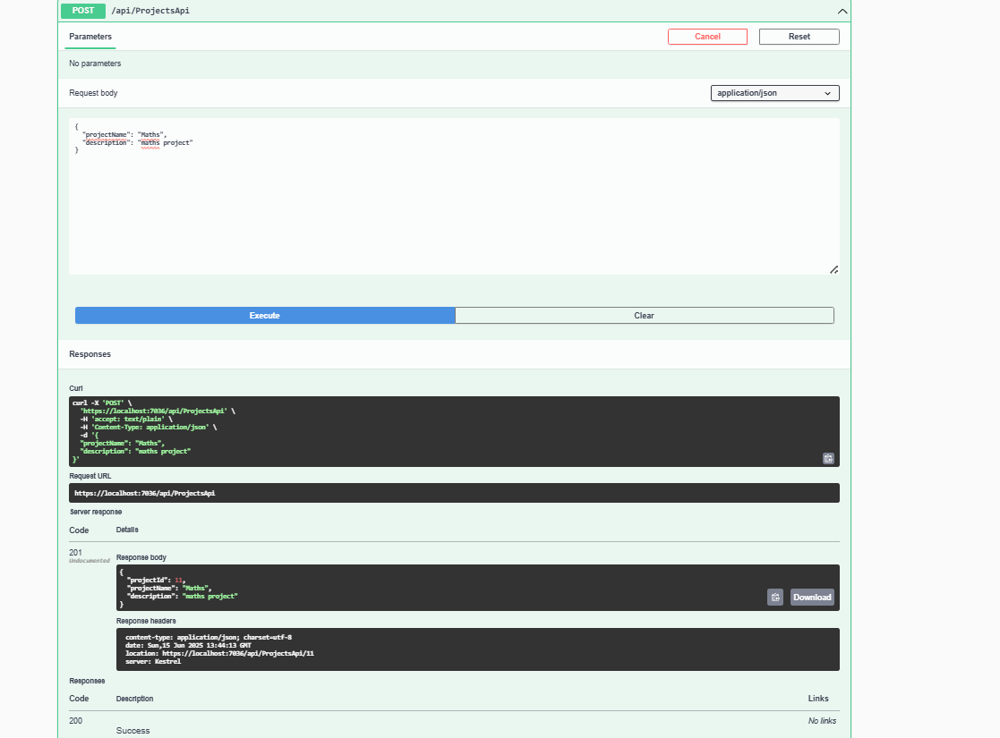 POST /api/ProjectsApi
Parameters
Cancel
Reset
No parameters
Request body
application/json
{
"projectName": "Maths",
"description": "maths project"
}
Execute
Clear
Responses
Curl
curl -X 'POST' \
'https://localhost:7036/api/ProjectsApi' \
-H 'accept: text/plain' \
-H 'Content-Type: application/json' \
-d '{
"projectName": "Maths",
"description": "maths project"
}'
Request URL
https://localhost:7036/api/ProjectsApi
Server response
Code Details
201
Undocumented
Response body
{
"projectId": 11,
"projectName": "Maths",
"description": "maths project"
}
Download
Response headers
content-type: application/json; charset=utf-8
date: Sun,15 Jun 2025 13:44:13 GMT
location: https://localhost:7036/api/ProjectsApi/11
server: Kestrel
Responses
Code Description Links
200 No links
Success